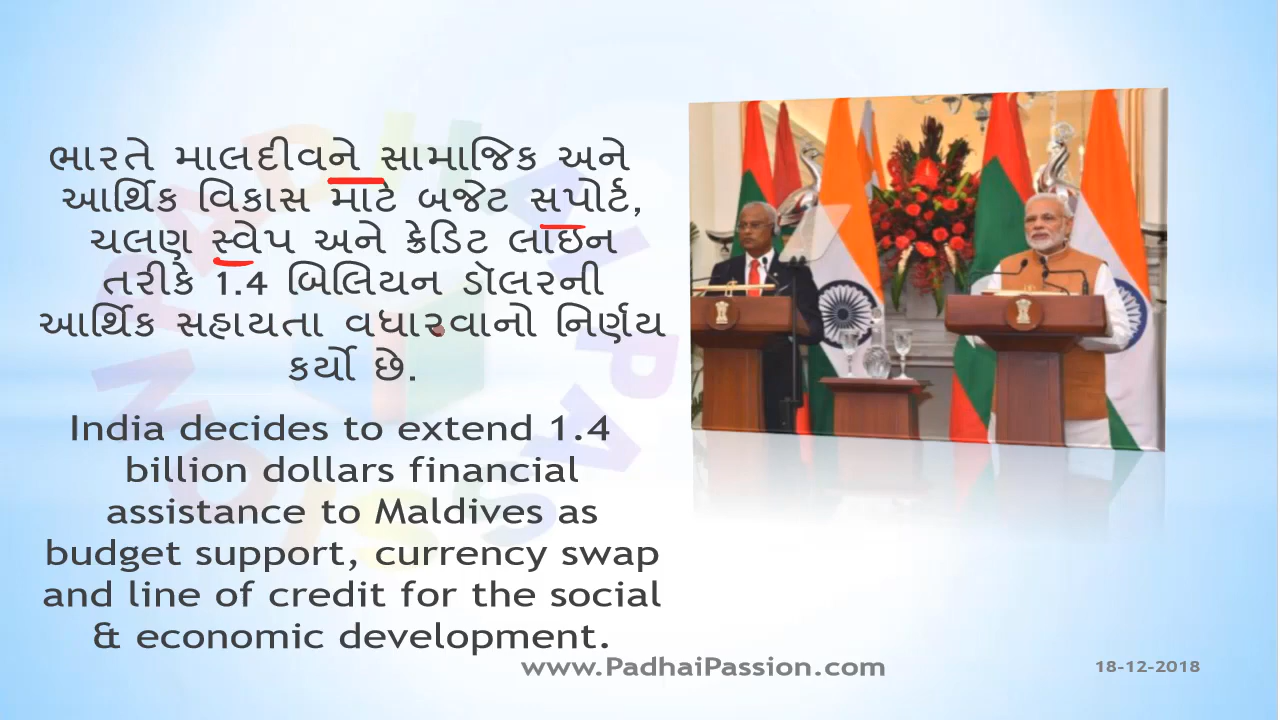 ભારતે માલદીવને સામાજિક અને
આર્થિક વિકાસ માટે બજેટ સપોર્ટ,
ચલણ સ્વેપ અને ક્રેડિટ લાઇન
તરીકે 1.4 બિલિયન ડૉલરની
આર્થિક સહાયતા વધારવાનો નિર્ણય
કર્યો છે.
India decides to extend 1.4
billion dollars financial
assistance to Maldives as
budget support, currency swap
and line of credit for the social
& economic development.
www.PadhaiPassion.com
18-12-2018